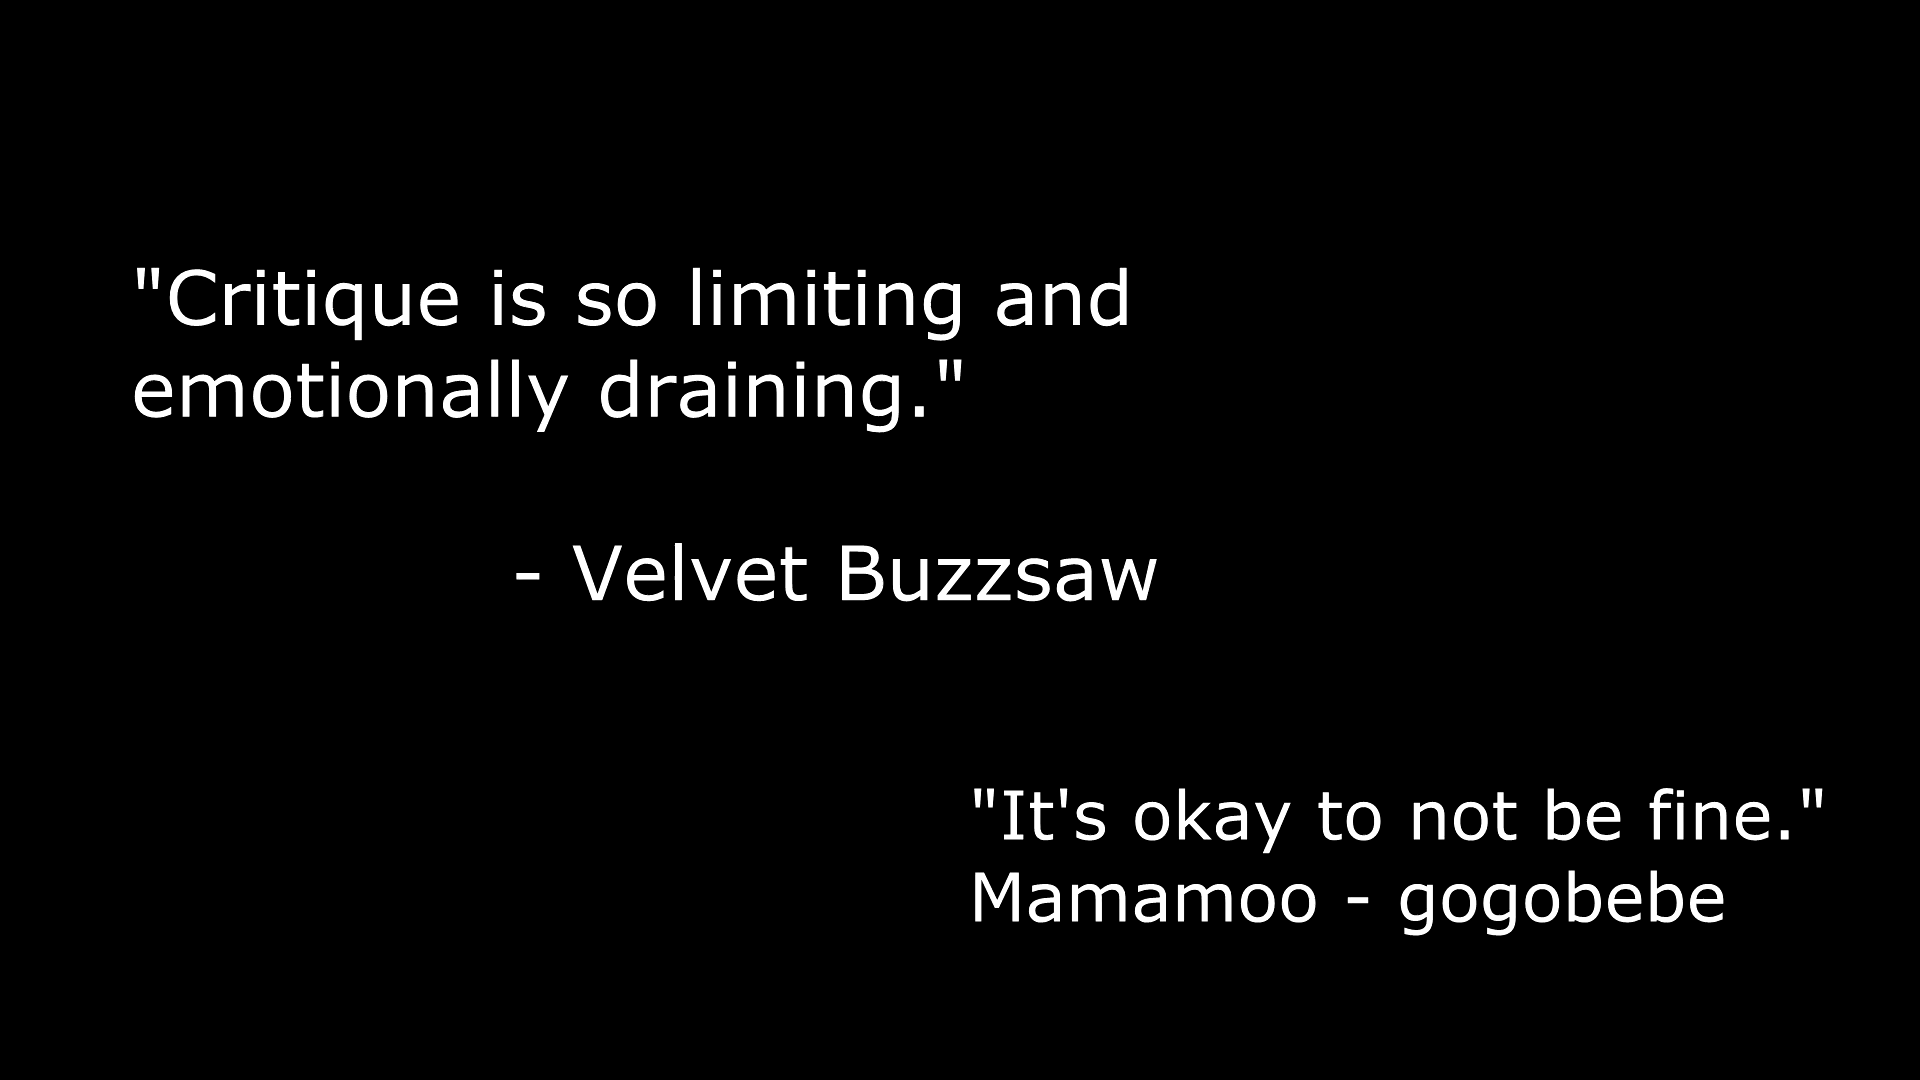 "Critique is so limiting and
emotionally draining."
- Velvet Buzzsaw
"It's okay to not be fine."
Mamamoo - gogobebe